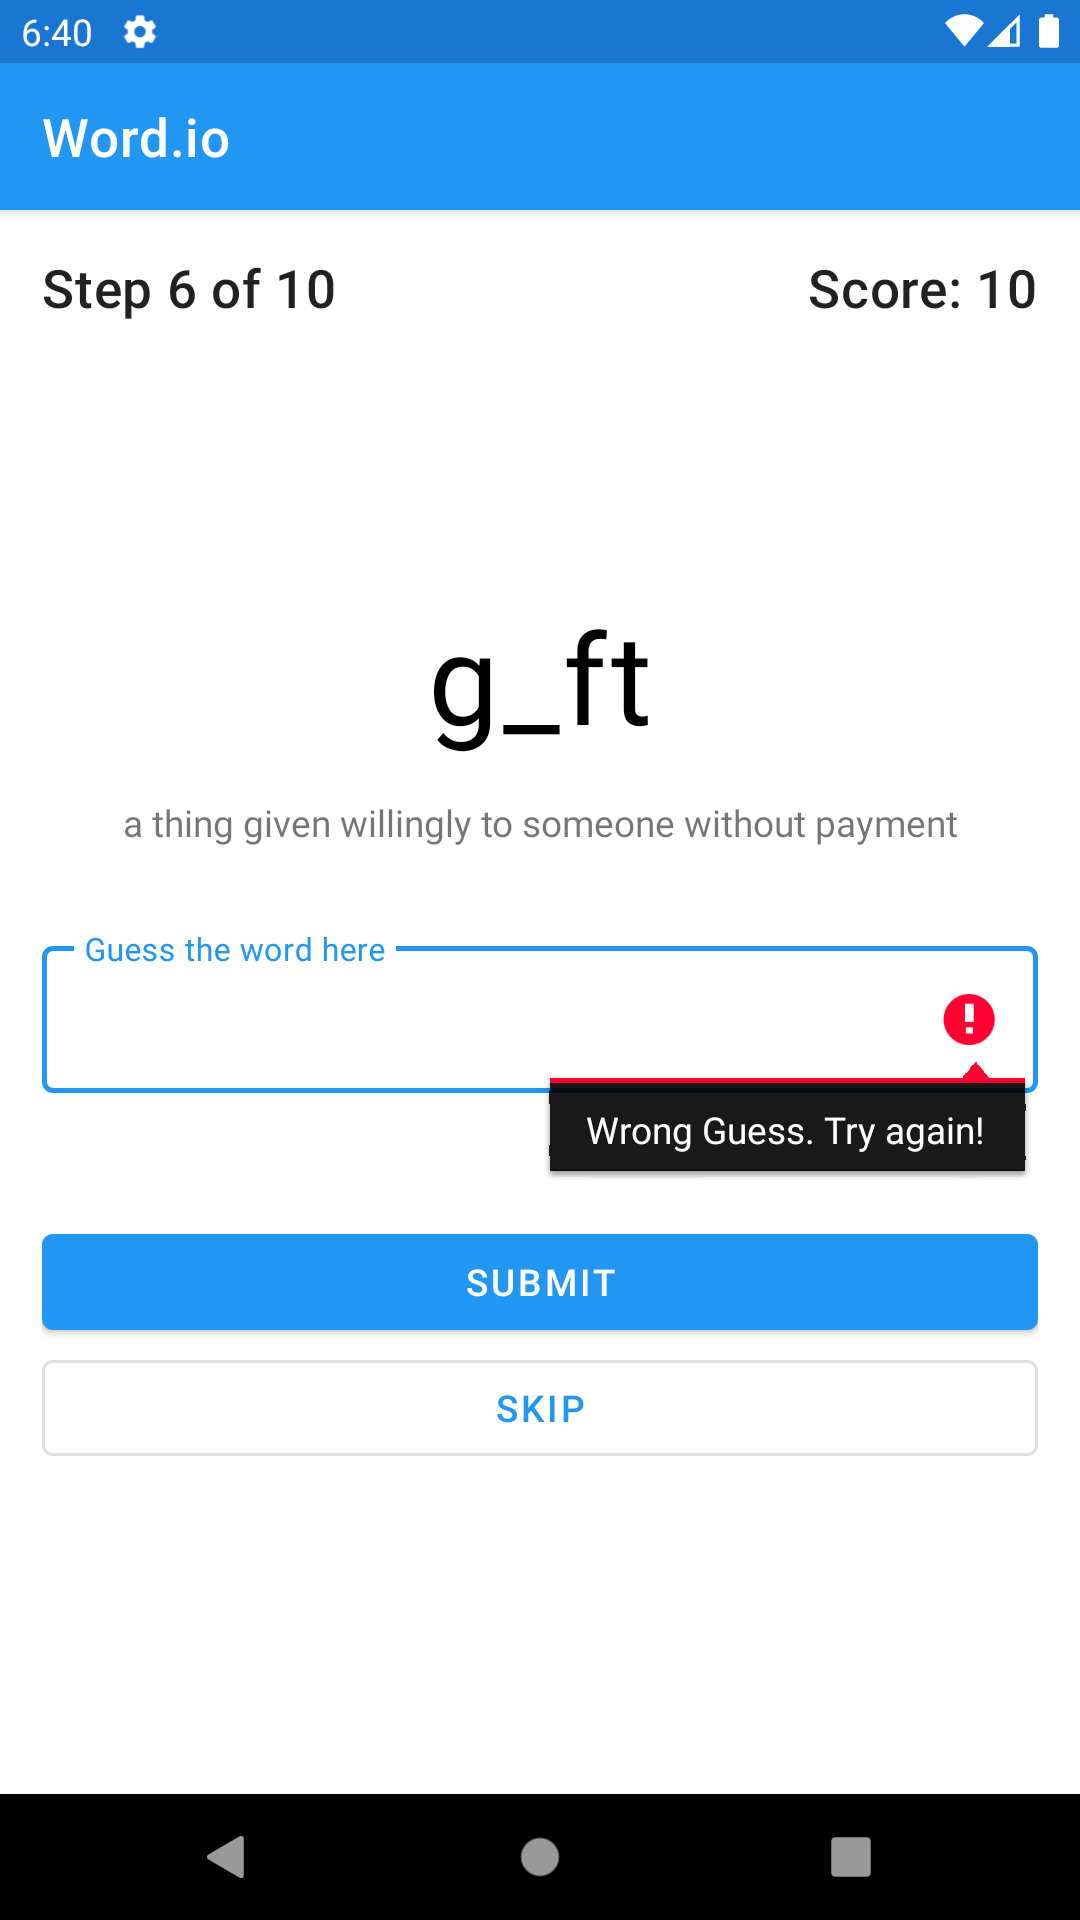 6:40
Word.io
Step 6 of 10
Score: 10
g_ft
a thing given willingly to someone without payment
Guess the word here
Wrong Guess. Try again!
SUBMIT
SKIP